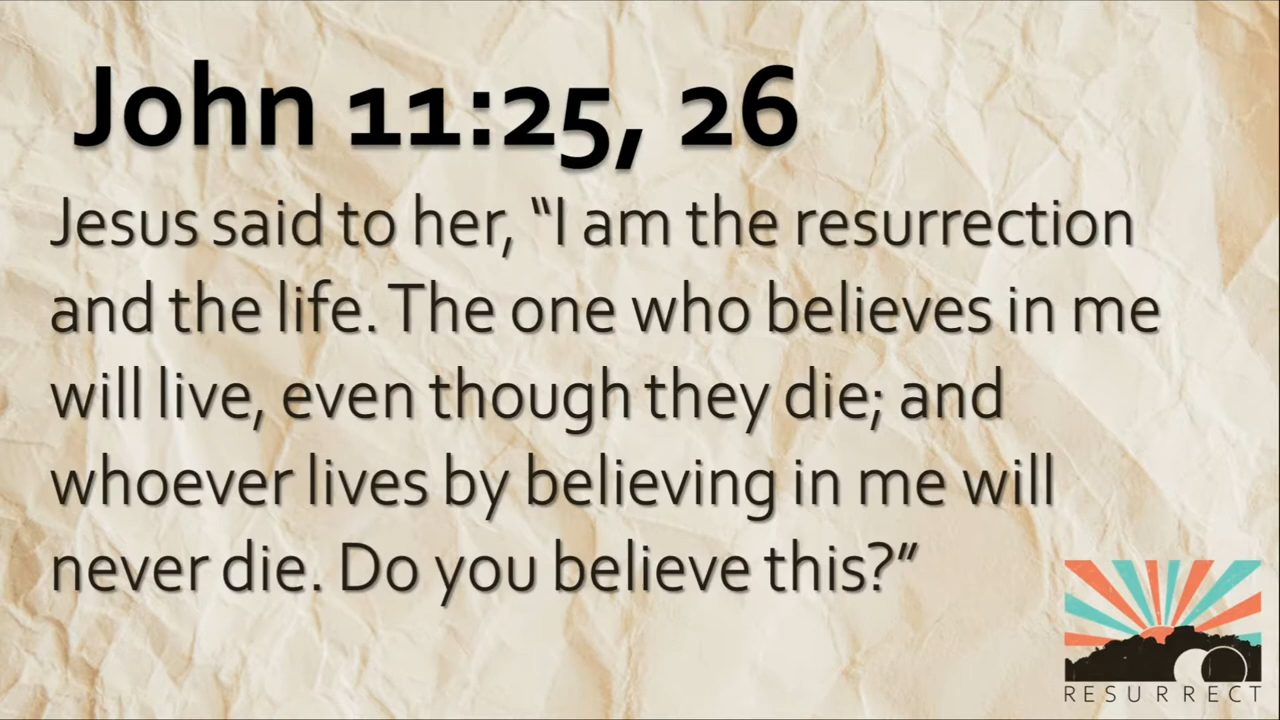 John 11:25, 26
Jesus said to her, “I am the resurrection
and the life. The one who believes in me
will live, even though they die; and
whoever lives by believing in me will
never die. Do you believe this?”
RESURRECT